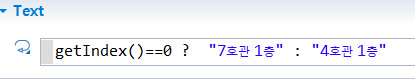 Text
getIndex()==0 ?  "7호관 1층" : "4호관 1층"